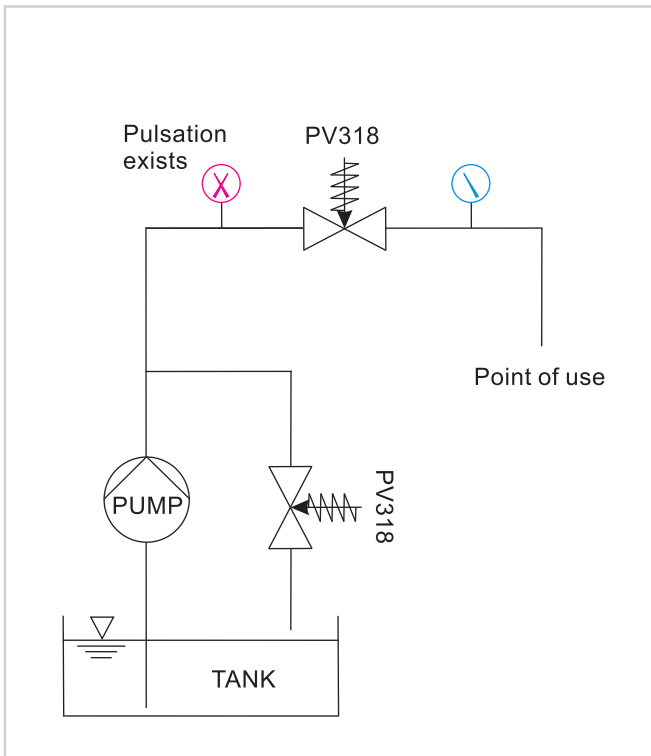 Pulsation
exists
PV318
Point of use
PUMP
PV318
TANK